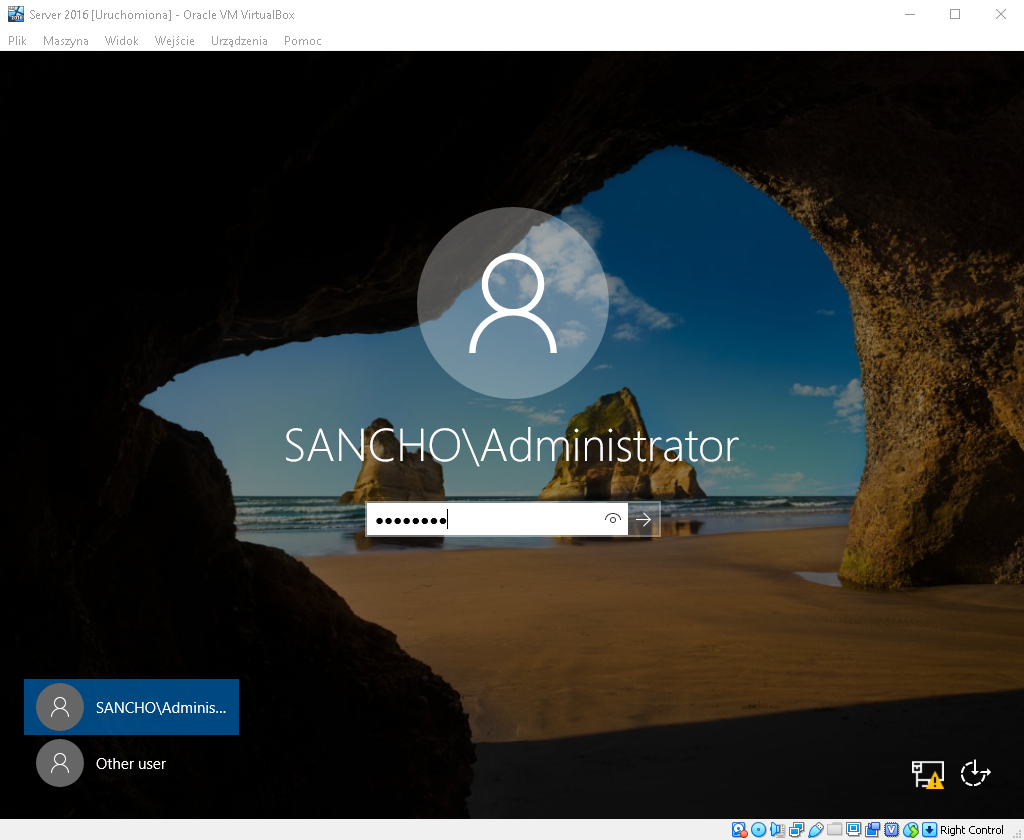 Server 2016 [Uruchomiona] - Oracle VM VirtualBox
Plik Maszyna Widok Wejście Urządzenia Pomoc
SANCHO\Administrator
SANCHO\Adminis...
Other user
Right Control